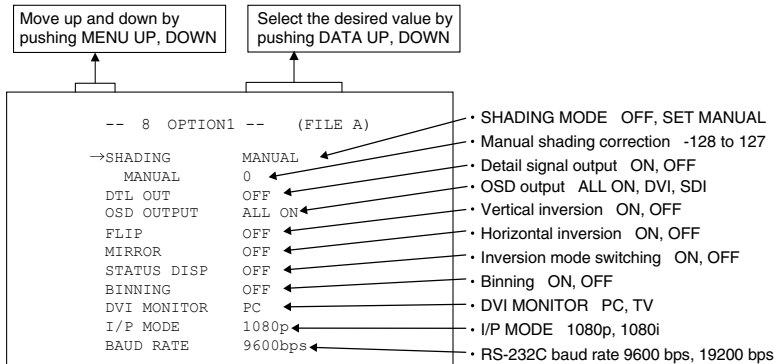 Move up and down by
pushing MENU UP, DOWN
Select the desired value by
pushing DATA UP, DOWN
-- 8 OPTION1 -- (FILE A)
→SHADING MANUAL
MANUAL 0
DTL OUT OFF
OSD OUTPUT ALL ON
FLIP OFF
MIRROR OFF
STATUS DISP OFF
BINNING OFF
DVI MONITOR PC
I/P MODE 1080p
BAUD RATE 9600bps
・SHADING MODE OFF, SET MANUAL
・Manual shading correction -128 to 127
・Detail signal output ON, OFF
・OSD output ALL ON, DVI, SDI
・Vertical inversion ON, OFF
・Horizontal inversion ON, OFF
・Inversion mode switching ON, OFF
・Binning ON, OFF
・DVI MONITOR PC, TV
・I/P MODE 1080p, 1080i
・RS-232C baud rate 9600 bps, 19200 bps